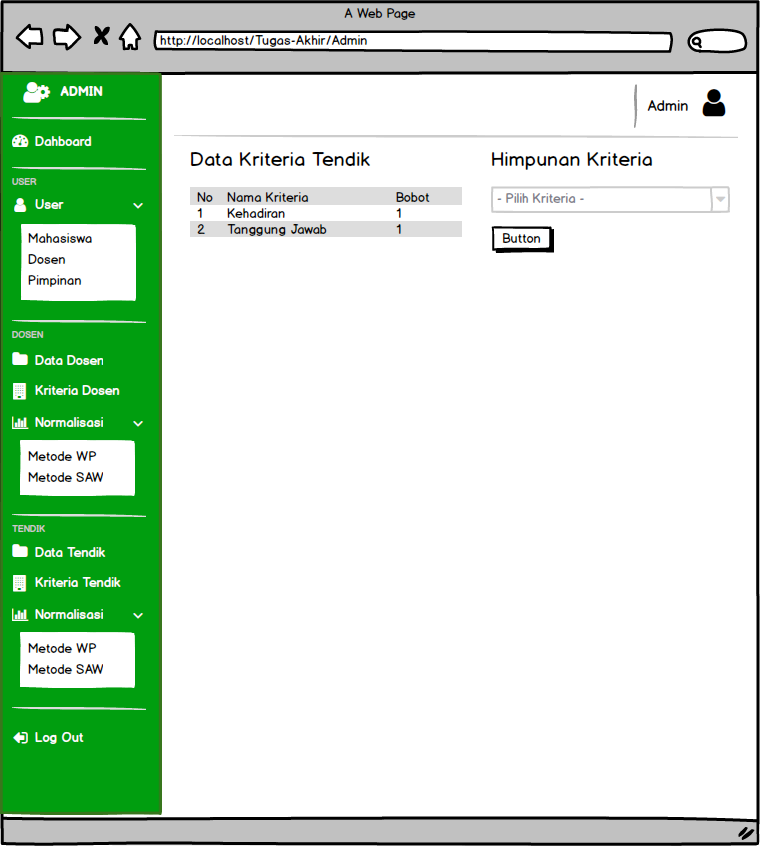 A Web Page
http://localhost/Tugas-Akhir/Admin
ADMIN
Dahboard
USER
User
Mahasiswa
Dosen
Pimpinan
DOSEN
Data Dosen
Kriteria Dosen
Normalisasi
Metode WP
Metode SAW
TENDIK
Data Tendik
Kriteria Tendik
Normalisasi
Metode WP
Metode SAW
Log Out
Admin
Data Kriteria Tendik
No Nama Kriteria Bobot
1 Kehadiran 1
2 Tanggung Jawab 1
Himpunan Kriteria
- Pilih Kriteria -
Button